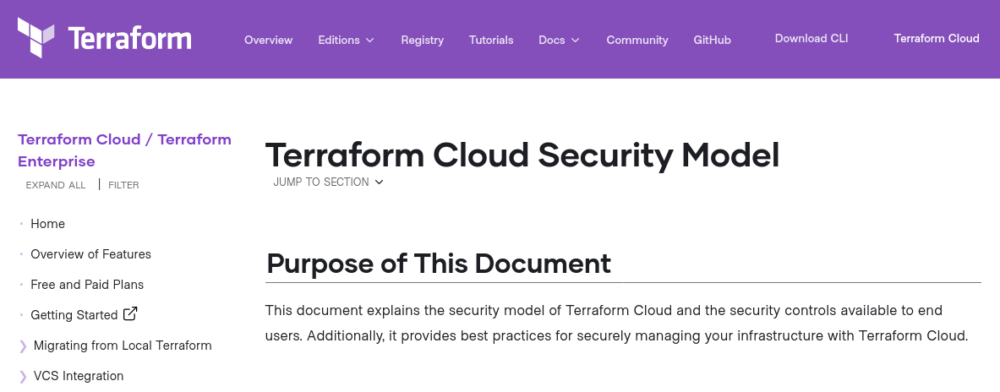 Terraform
Overview Editions Registry Tutorials Docs Community GitHub Download CLI Terraform Cloud
Terraform Cloud / Terraform
Enterprise
EXPAND ALL | FILTER
Home
Overview of Features
Free and Paid Plans
Getting Started
Migrating from Local Terraform
VCS Integration
Terraform Cloud Security Model
JUMP TO SECTION
Purpose of This Document
This document explains the security model of Terraform Cloud and the security controls available to end
users. Additionally, it provides best practices for securely managing your infrastructure with Terraform Cloud.